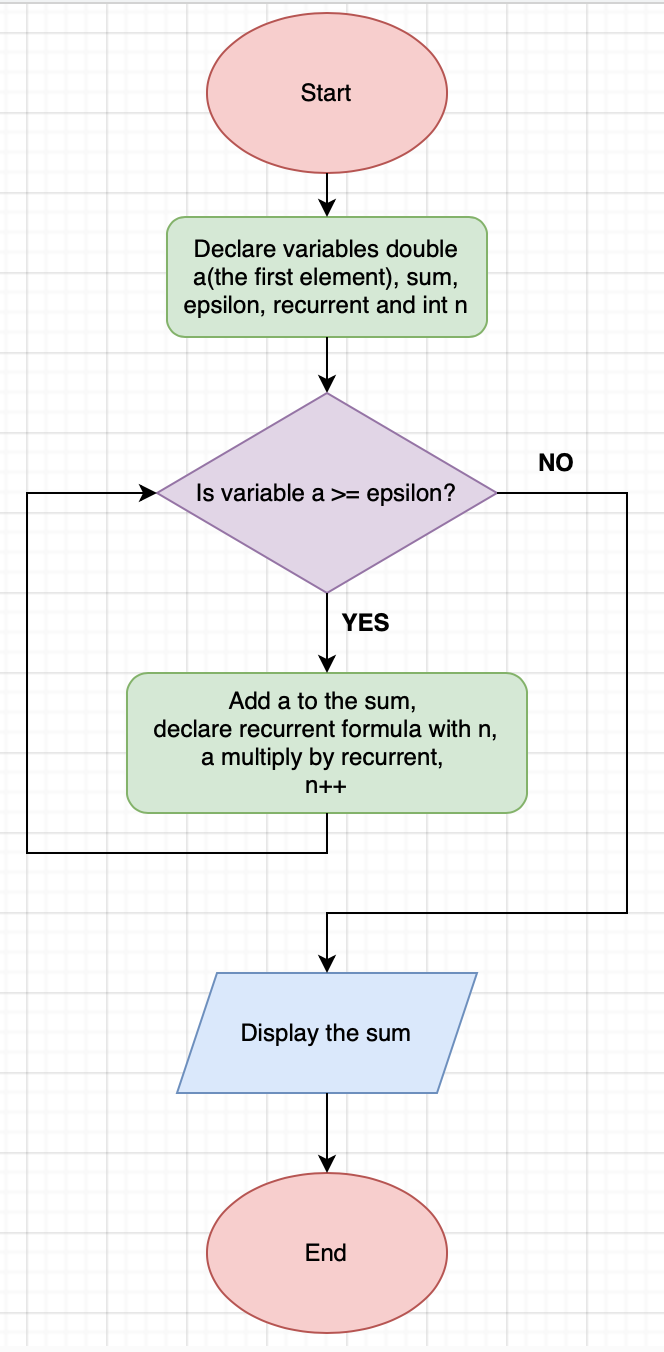 Start
Declare variables double
a(the first element), sum,
epsilon, recurrent and int n
Is variable a >= epsilon?
NO
YES
Add a to the sum,
declare recurrent formula with n,
a multiply by recurrent,
n++
Display the sum
End